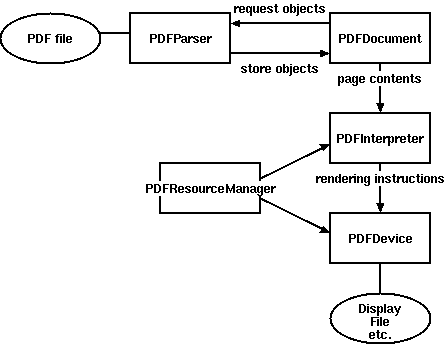 request objects
PDF file
PDFParser
PDFDocument
store objects
page contents
PDFInterpreter
PDFResourceManager
rendering instructions
PDFDevice
Display
File
etc.